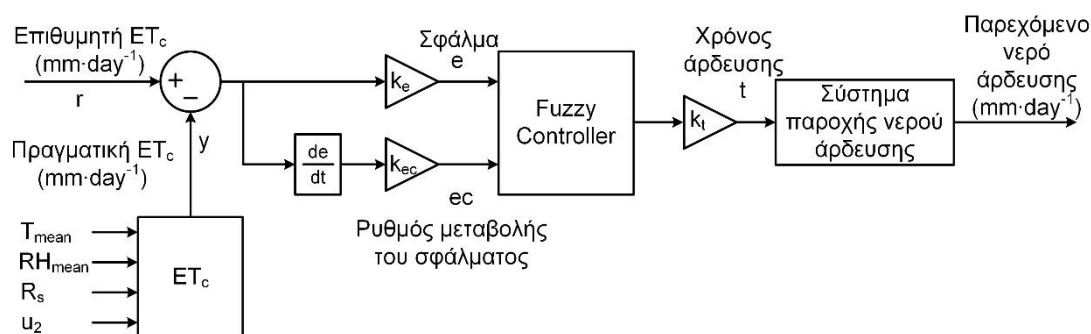 Επιθυμητή ETc
(mm·day-1)
r
+
−
Πραγματική ETc
(mm·day-1)
y
Tmean
RHmean
Rs
u2
ETc
ke
Σφάλμα
e
de
dt
kec
ec
Ρυθμός μεταβολής
του σφάλματος
Fuzzy
Controller
kt
Χρόνος
άρδευσης
t
Σύστημα
παροχής νερού
άρδευσης
Παρεχόμενο
νερό
άρδευσης
(mm·day-1)